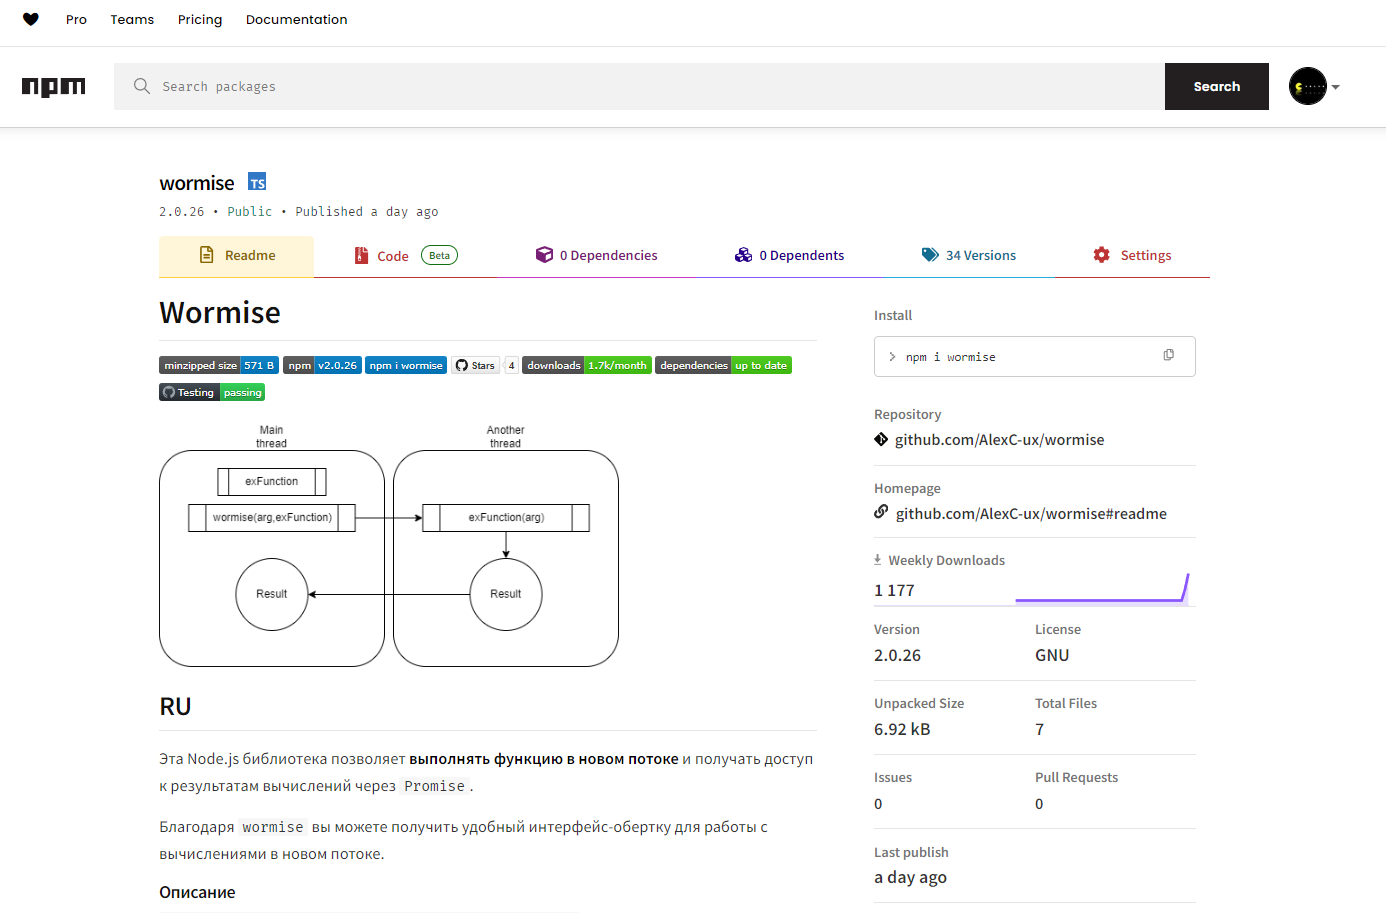 Pro Teams Pricing Documentation
npm Search packages Search
wormise TS
2.0.26 • Public • Published a day ago
Readme Code Beta 0 Dependencies 0 Dependents 34 Versions Settings
Wormise
minzipped size 571 B npm v2.0.26 npm i wormise Stars 4 downloads 1.7k/month dependencies up to date
Testing passing
Main
thread
Another
thread
exFunction
wormise(arg,exFunction)
exFunction(arg)
Result
Result
RU
Эта Node.js библиотека позволяет выполнять функцию в новом потоке и получать доступ
к результатам вычислений через Promise.
Благодаря wormise вы можете получить удобный интерфейс-обертку для работы с
вычислениями в новом потоке.
Описание
Install
npm i wormise
Repository
github.com/AlexC-ux/wormise
Homepage
github.com/AlexC-ux/wormise#readme
Weekly Downloads
1 177
Version License
2.0.26 GNU
Unpacked Size Total Files
6.92 kB 7
Issues Pull Requests
0 0
Last publish
a day ago